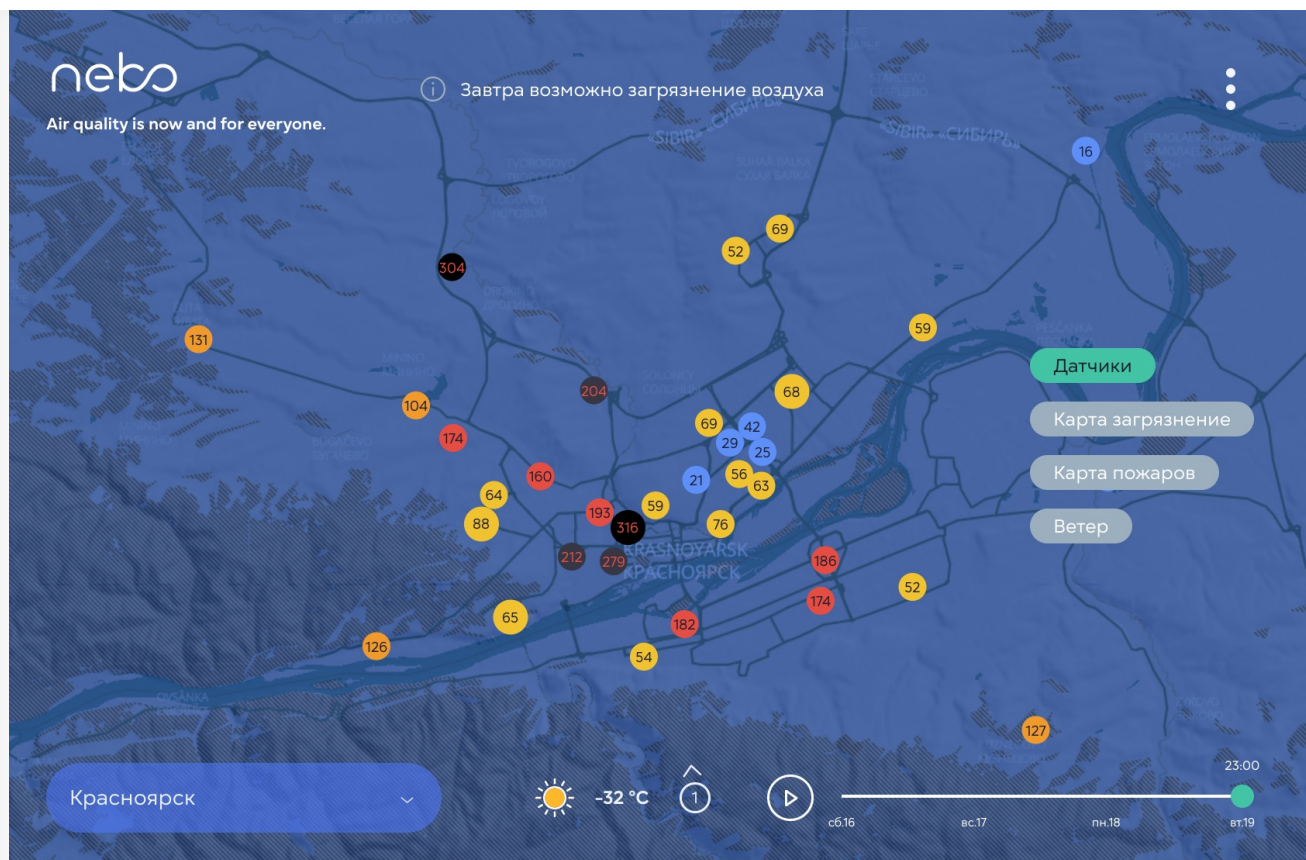 nebo
Завтра возможно загрязнение воздуха
Air quality is now and for everyone.
«SIBIR» «СИБИРЬ»
«SIBIR» «СИБИРЬ»
16
69
52
304
59
131
MININO
МИНИНО
204
68
Датчики
104
69
42
Карта загрязнение
174
29
25
160
21
56
63
Карта пожаров
64
59
88
193
316
76
Ветер
KRASNOYARSK
КРАСНОЯРСК
212
279
186
52
174
65
182
126
54
127
23:00
Красноярск
-32 °C
1
сб.16
вс.17
пн.18
вт.19